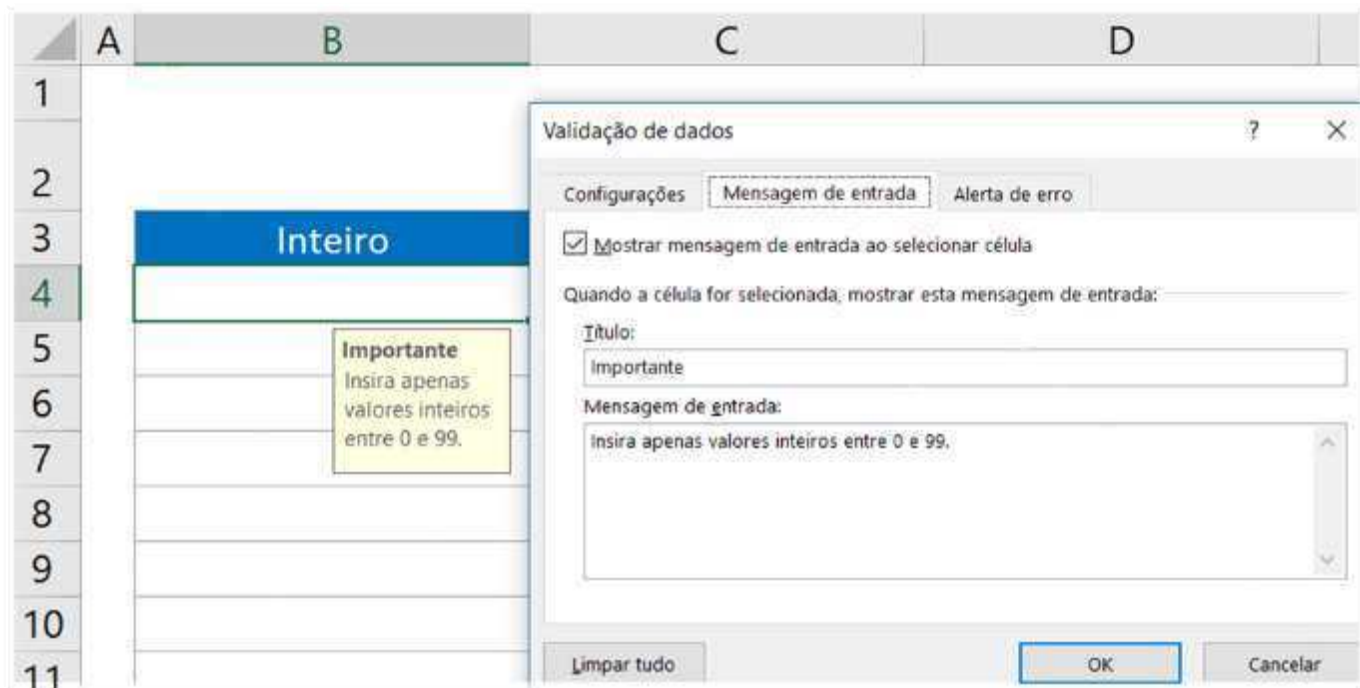 A B C D
1
Validação de dados ? ×
2
Configurações Mensagem de entrada Alerta de erro
3 Inteiro
Mostrar mensagem de entrada ao selecionar célula
4
Quando a célula for selecionada, mostrar esta mensagem de entrada:
5
Importante
Insira apenas
valores inteiros
entre 0 e 99.
Título:
Importante
6
Mensagem de entrada:
Insira apenas valores inteiros entre 0 e 99.
7
8
9
10
11
Limpar tudo OK Cancelar